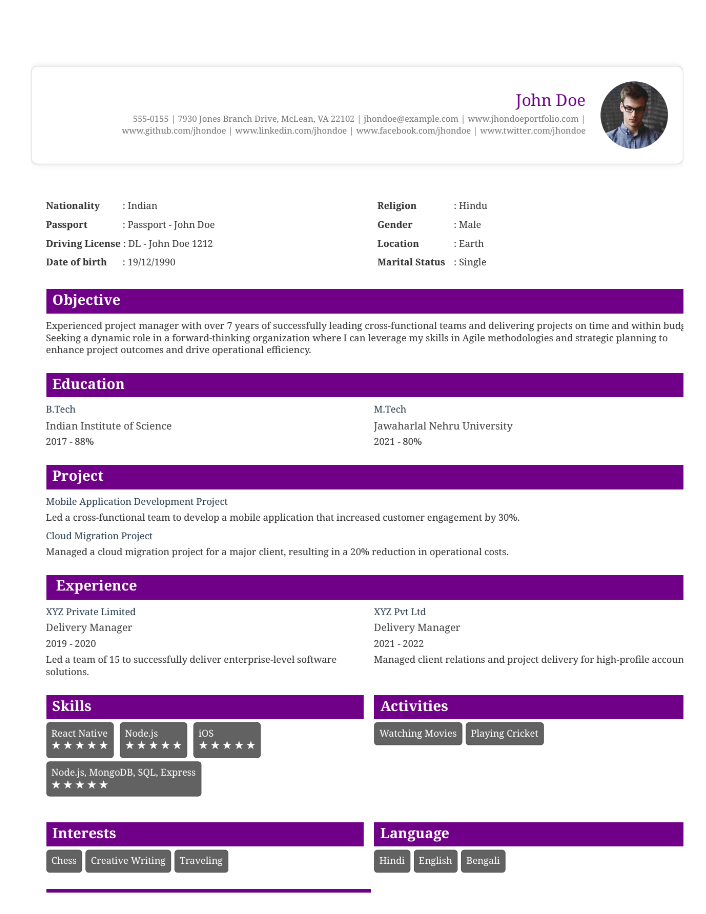 John Doe
555-0155 | 7930 Jones Branch Drive, McLean, VA 22102 | jhondoe@example.com | www.jhondoeportfolio.com |
www.github.com/jhondoe | www.linkedin.com/jhondoe | www.facebook.com/jhondoe | www.twitter.com/jhondoe
Nationality : Indian
Passport : Passport - John Doe
Driving License : DL - John Doe 1212
Date of birth : 19/12/1990
Religion : Hindu
Gender : Male
Location : Earth
Marital Status : Single
Objective
Experienced project manager with over 7 years of successfully leading cross-functional teams and delivering projects on time and within
Seeking a dynamic role in a forward-thinking organization where I can leverage my skills in Agile methodologies and strategic planning to
enhance project outcomes and drive operational efficiency.
Education
B.Tech
Indian Institute of Science
2017 - 88%
M.Tech
Jawaharlal Nehru University
2021 - 80%
Project
Mobile Application Development Project
Led a cross-functional team to develop a mobile application that increased customer engagement by 30%.
Cloud Migration Project
Managed a cloud migration project for a major client, resulting in a 20% reduction in operational costs.
Experience
XYZ Private Limited
Delivery Manager
2019 - 2020
Led a team of 15 to successfully deliver enterprise-level software
solutions.
XYZ Pvt Ltd
Delivery Manager
2021 - 2022
Managed client relations and project delivery for high-profile accoun
Skills
React Native
★★★★★
Node.js
★★★★★
iOS
★★★★★
Node.js, MongoDB, SQL, Express
★★★★★
Activities
Watching Movies
Playing Cricket
Interests
Chess
Creative Writing
Traveling
Language
Hindi
English
Bengali